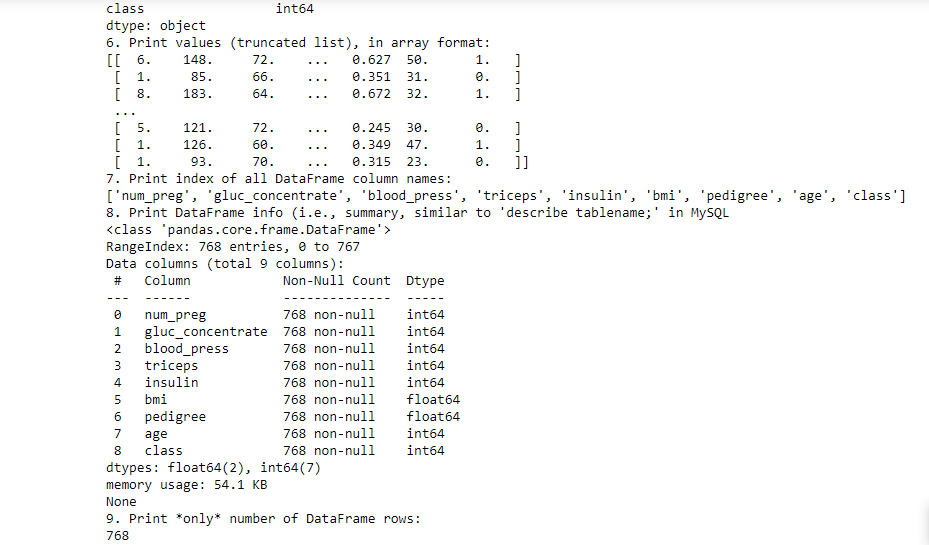 class                 int64
dtype: object
6. Print values (truncated list), in array format:
[[  6.    148.     72.    ...   0.627  50.      1.   ]
 [  1.     85.     66.    ...   0.351  31.      0.   ]
 [  8.    183.     64.    ...   0.672  32.      1.   ]
 ...
 [  5.    121.     72.    ...   0.245  30.      0.   ]
 [  1.    126.     60.    ...   0.349  47.      1.   ]
 [  1.     93.     70.    ...   0.315  23.      0.   ]]
7. Print index of all DataFrame column names:
['num_preg', 'gluc_concentrate', 'blood_press', 'triceps', 'insulin', 'bmi', 'pedigree', 'age', 'class']
8. Print DataFrame info (i.e., summary, similar to 'describe tablename;' in MySQL
<class 'pandas.core.frame.DataFrame'>
RangeIndex: 768 entries, 0 to 767
Data columns (total 9 columns):
 #   Column            Non-Null Count  Dtype
---  ------            --------------  -----
 0   num_preg          768 non-null    int64
 1   gluc_concentrate  768 non-null    int64
 2   blood_press       768 non-null    int64
 3   triceps           768 non-null    int64
 4   insulin           768 non-null    int64
 5   bmi               768 non-null    float64
 6   pedigree          768 non-null    float64
 7   age               768 non-null    int64
 8   class             768 non-null    int64
dtypes: float64(2), int64(7)
memory usage: 54.1 KB
None
9. Print *only* number of DataFrame rows:
768